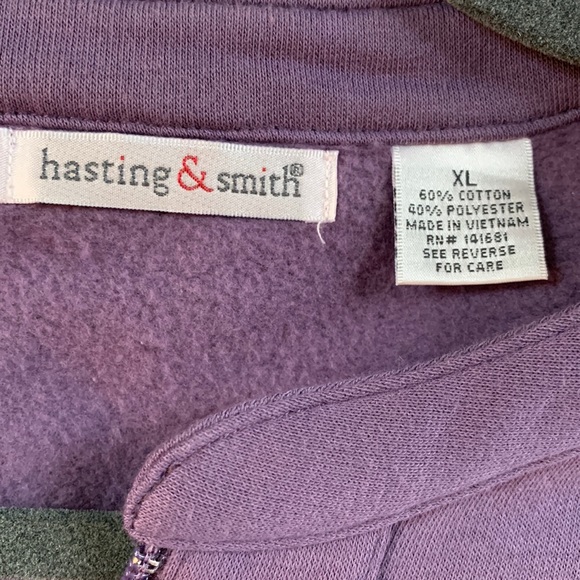 hasting & smith®
XL
60% COTTON
40% POLYESTER
MADE IN VIETNAM
RN# 141681
SEE REVERSE
FOR CARE